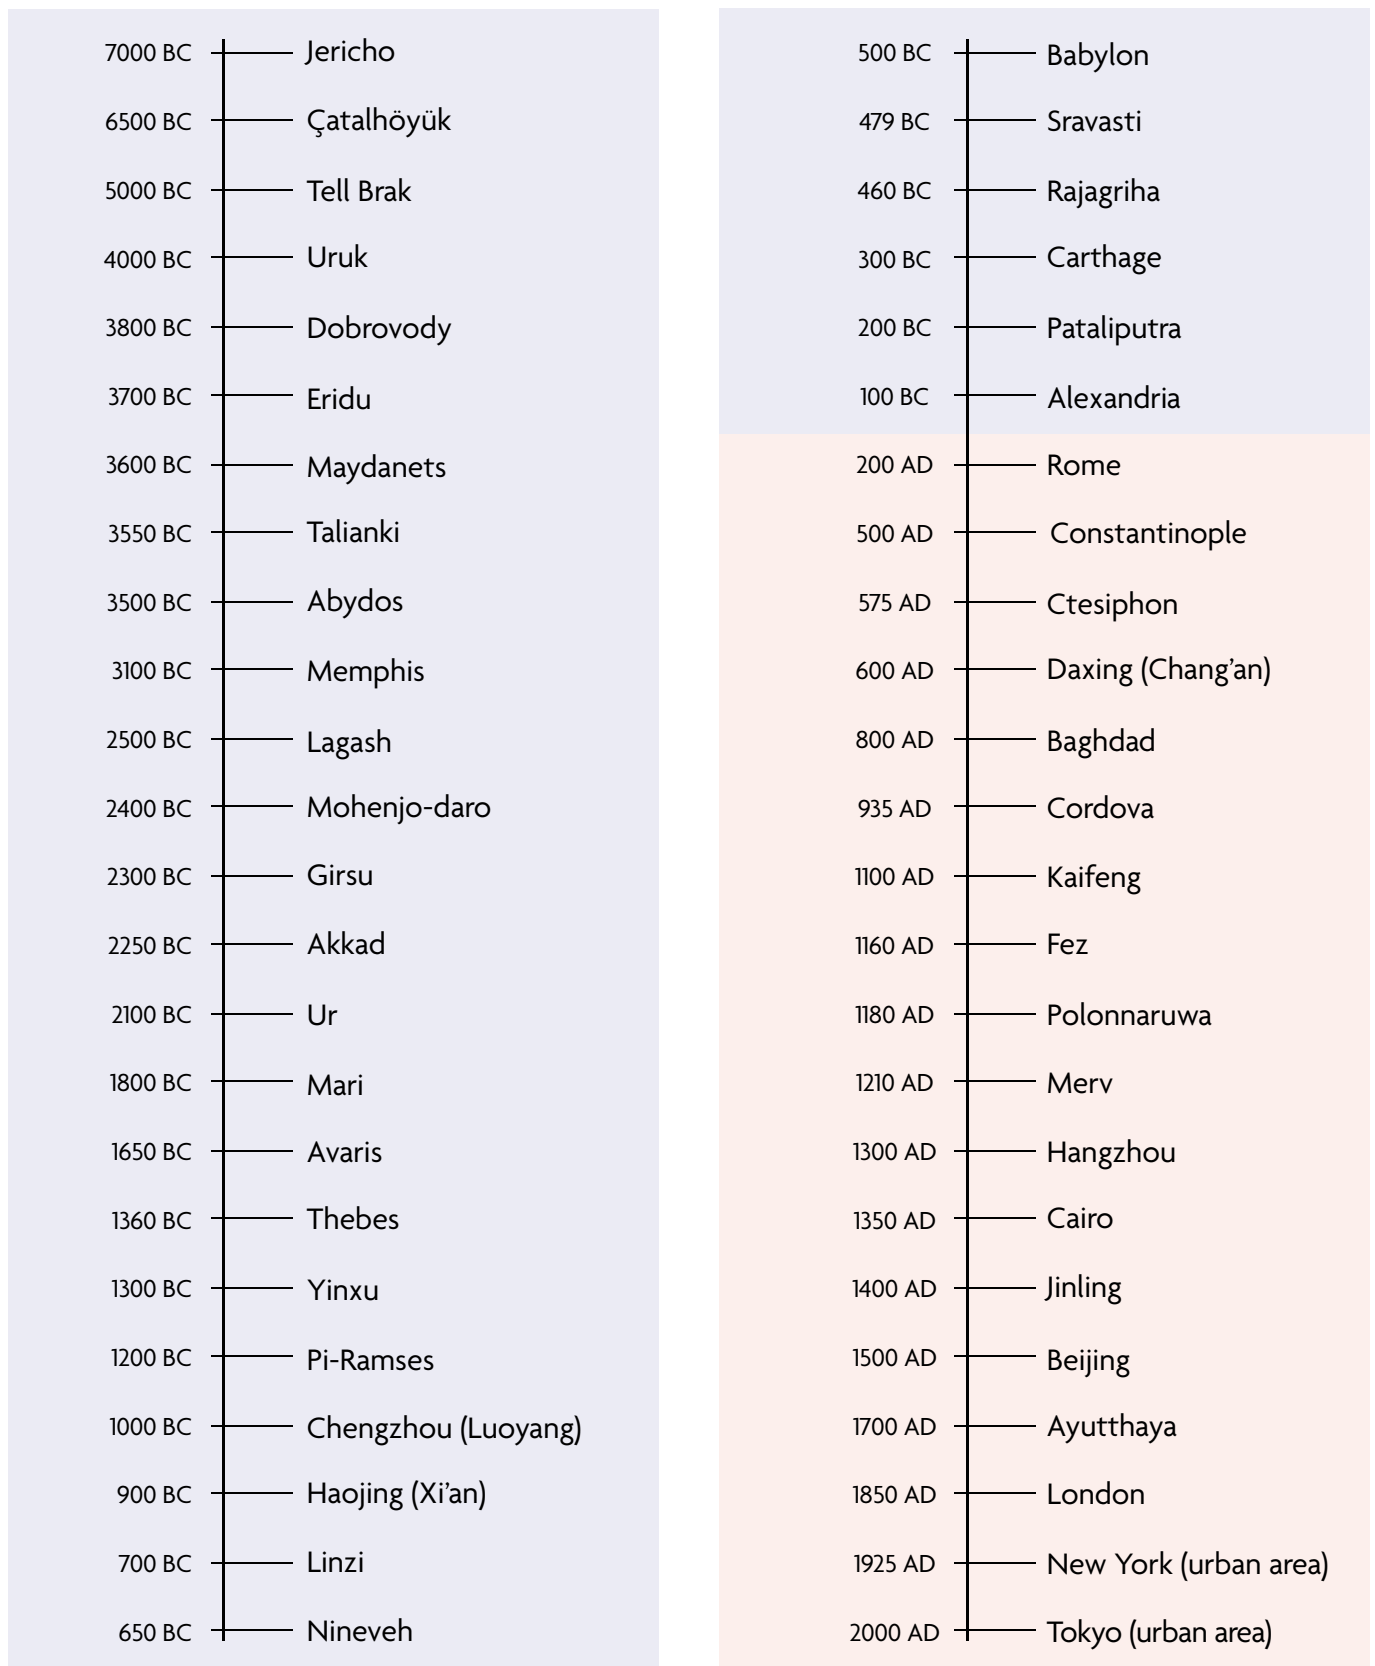 7000 BC Jericho
6500 BC Çatalhöyük
5000 BC Tell Brak
4000 BC Uruk
3800 BC Dobrovody
3700 BC Eridu
3600 BC Maydanets
3550 BC Talianki
3500 BC Abydos
3100 BC Memphis
2500 BC Lagash
2400 BC Mohenjo-daro
2300 BC Girsu
2250 BC Akkad
2100 BC Ur
1800 BC Mari
1650 BC Avaris
1360 BC Thebes
1300 BC Yinxu
1200 BC Pi-Ramses
1000 BC Chengzhou (Luoyang)
900 BC Haojing (Xi’an)
700 BC Linzi
650 BC Nineveh
500 BC Babylon
479 BC Sravasti
460 BC Rajagriha
300 BC Carthage
200 BC Pataliputra
100 BC Alexandria
200 AD Rome
500 AD Constantinople
575 AD Ctesiphon
600 AD Daxing (Chang’an)
800 AD Baghdad
935 AD Cordova
1100 AD Kaifeng
1160 AD Fez
1180 AD Polonnaruwa
1210 AD Merv
1300 AD Hangzhou
1350 AD Cairo
1400 AD Jinling
1500 AD Beijing
1700 AD Ayutthaya
1850 AD London
1925 AD New York (urban area)
2000 AD Tokyo (urban area)